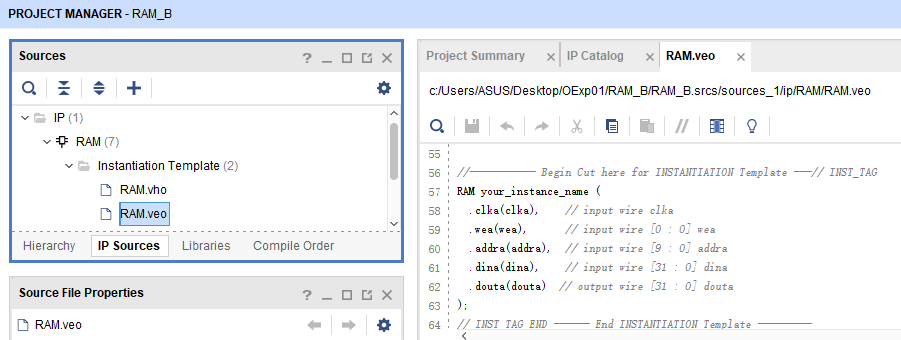 PROJECT MANAGER - RAM_B
Sources
IP (1)
RAM (7)
Instantiation Template (2)
RAM.vho
RAM.veo
Hierarchy IP Sources Libraries Compile Order
Source File Properties
RAM.veo
Project Summary IP Catalog RAM.veo
c:/Users/ASUS/Desktop/OExp01/RAM_B/RAM_B.srcs/sources_1/ip/RAM/RAM.veo
55
56 //----------- Begin Cut here for INSTANTIATION Template ---// INST_TAG
57 RAM your_instance_name (
58 .clka(clka), // input wire clka
59 .wea(wea), // input wire [0 : 0] wea
60 .addra(addra), // input wire [9 : 0] addra
61 .dina(dina), // input wire [31 : 0] dina
62 .douta(douta) // output wire [31 : 0] douta
63 );
64 // INST_TAG_END ------ End INSTANTIATION Template ---------